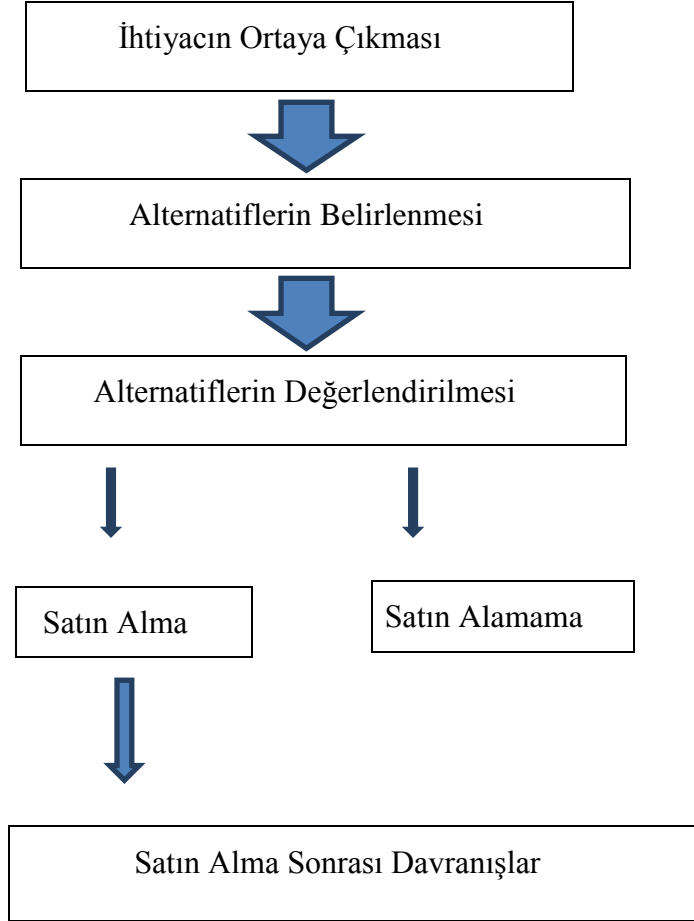 İhtiyacın Ortaya Çıkması
Alternatiflerin Belirlenmesi
Alternatiflerin Değerlendirilmesi
Satın Alma
Satın Alamama
Satın Alma Sonrası Davranışlar